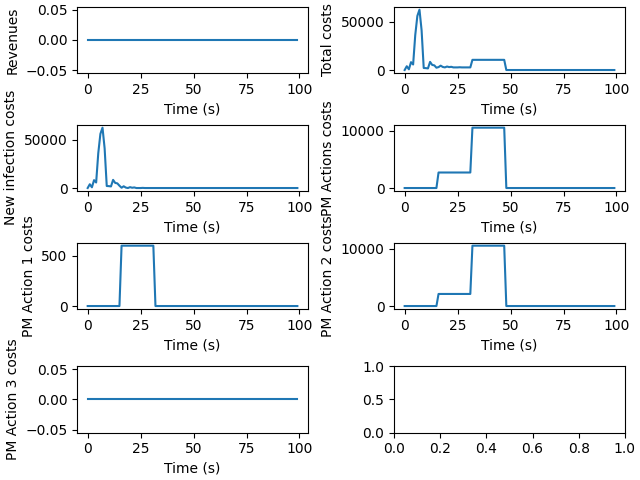 Revenues
0.05
0.00
−0.05
0 25 50 75 100
Time (s)
Total costs
50000
0
0 25 50 75 100
Time (s)
New infection costs
50000
0
0 25 50 75 100
Time (s)
PM Actions costs
10000
0
0 25 50 75 100
Time (s)
PM Action 1 costs
500
0
0 25 50 75 100
Time (s)
PM Action 2 costs
10000
0
0 25 50 75 100
Time (s)
PM Action 3 costs
0.05
0.00
−0.05
0 25 50 75 100
Time (s)
1.0
0.5
0.0
0.0 0.2 0.4 0.6 0.8 1.0